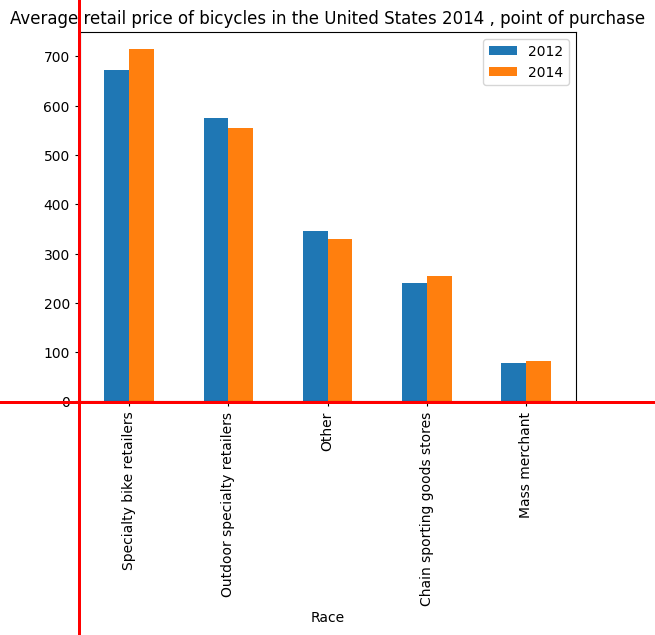 Average retail price of bicycles in the United States 2014 , point of purchase
2012
2014
700
600
500
400
300
200
100
0
Specialty bike retailers
Outdoor specialty retailers
Other
Chain sporting goods stores
Mass merchant
Race